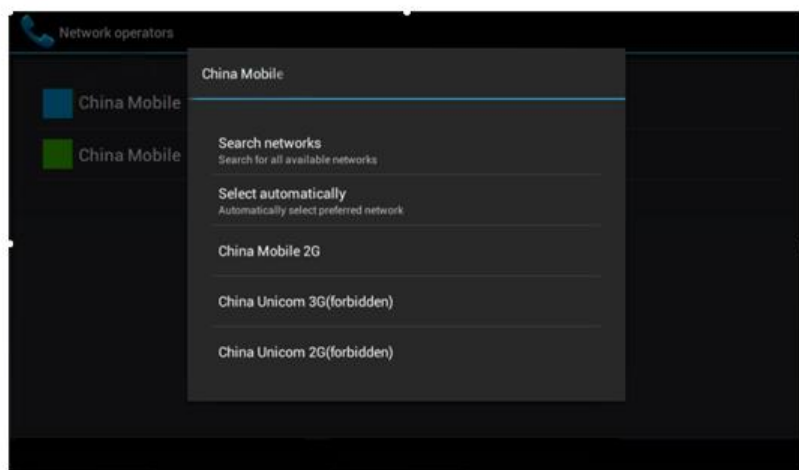 Network operators
China Mobile
China Mobile
China Mobile
Search networks
Search for all available networks
Select automatically
Automatically select preferred network
China Mobile 2G
China Unicom 3G(forbidden)
China Unicom 2G(forbidden)